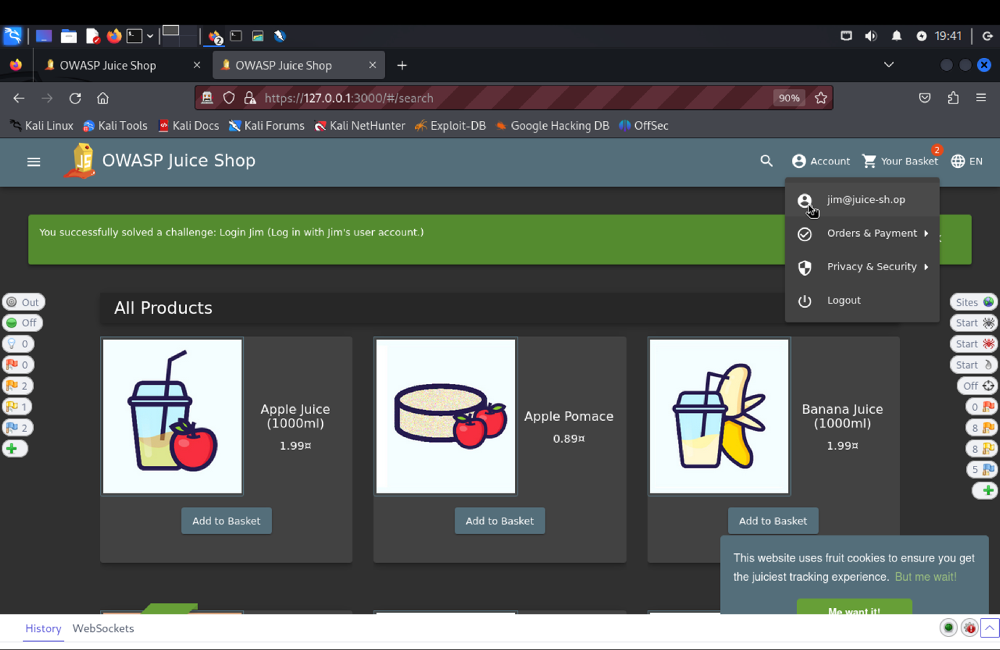 2
19:41
OWASP Juice Shop
OWASP Juice Shop
https://127.0.0.1:3000/#/search
90%
Kali Linux
Kali Tools
Kali Docs
Kali Forums
Kali NetHunter
Exploit-DB
Google Hacking DB
OffSec
JS
OWASP Juice Shop
Account
Your Basket
2
EN
jim@juice-sh.op
Orders & Payment
Privacy & Security
Logout
You successfully solved a challenge: Login Jim (Log in with Jim's user account.)
All Products
Out
Off
0
0
2
1
2
Sites
Start
Start
Start
Off
0
8
8
5
Apple Juice
(1000ml)
1.99¤
Add to Basket
Apple Pomace
0.89¤
Add to Basket
Banana Juice
(1000ml)
1.99¤
Add to Basket
This website uses fruit cookies to ensure you get
the juiciest tracking experience. But me wait!
Me want it!
History
WebSockets